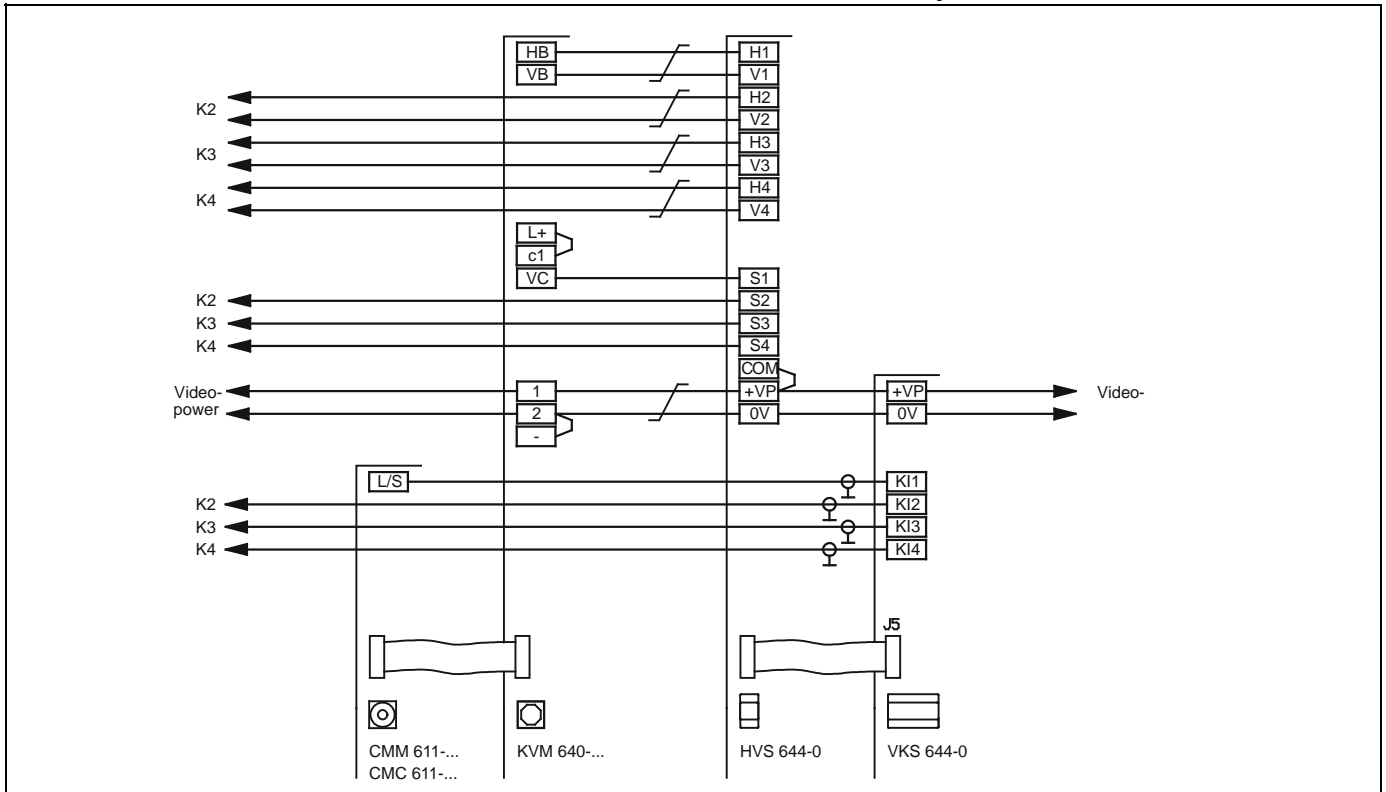 HB H1
VB V1
H2
K2
V2
H3
K3
V3
H4
K4
V4
L+
c1
VC S1
K2 S2
K3 S3
K4 S4
COM
Video- 1 +VP +VP Video-
power 2 0V 0V
-
L/S KI1
K2 KI2
K3 KI3
K4 KI4
J5
CMM 611-... KVM 640-... HVS 644-0 VKS 644-0
CMC 611-...